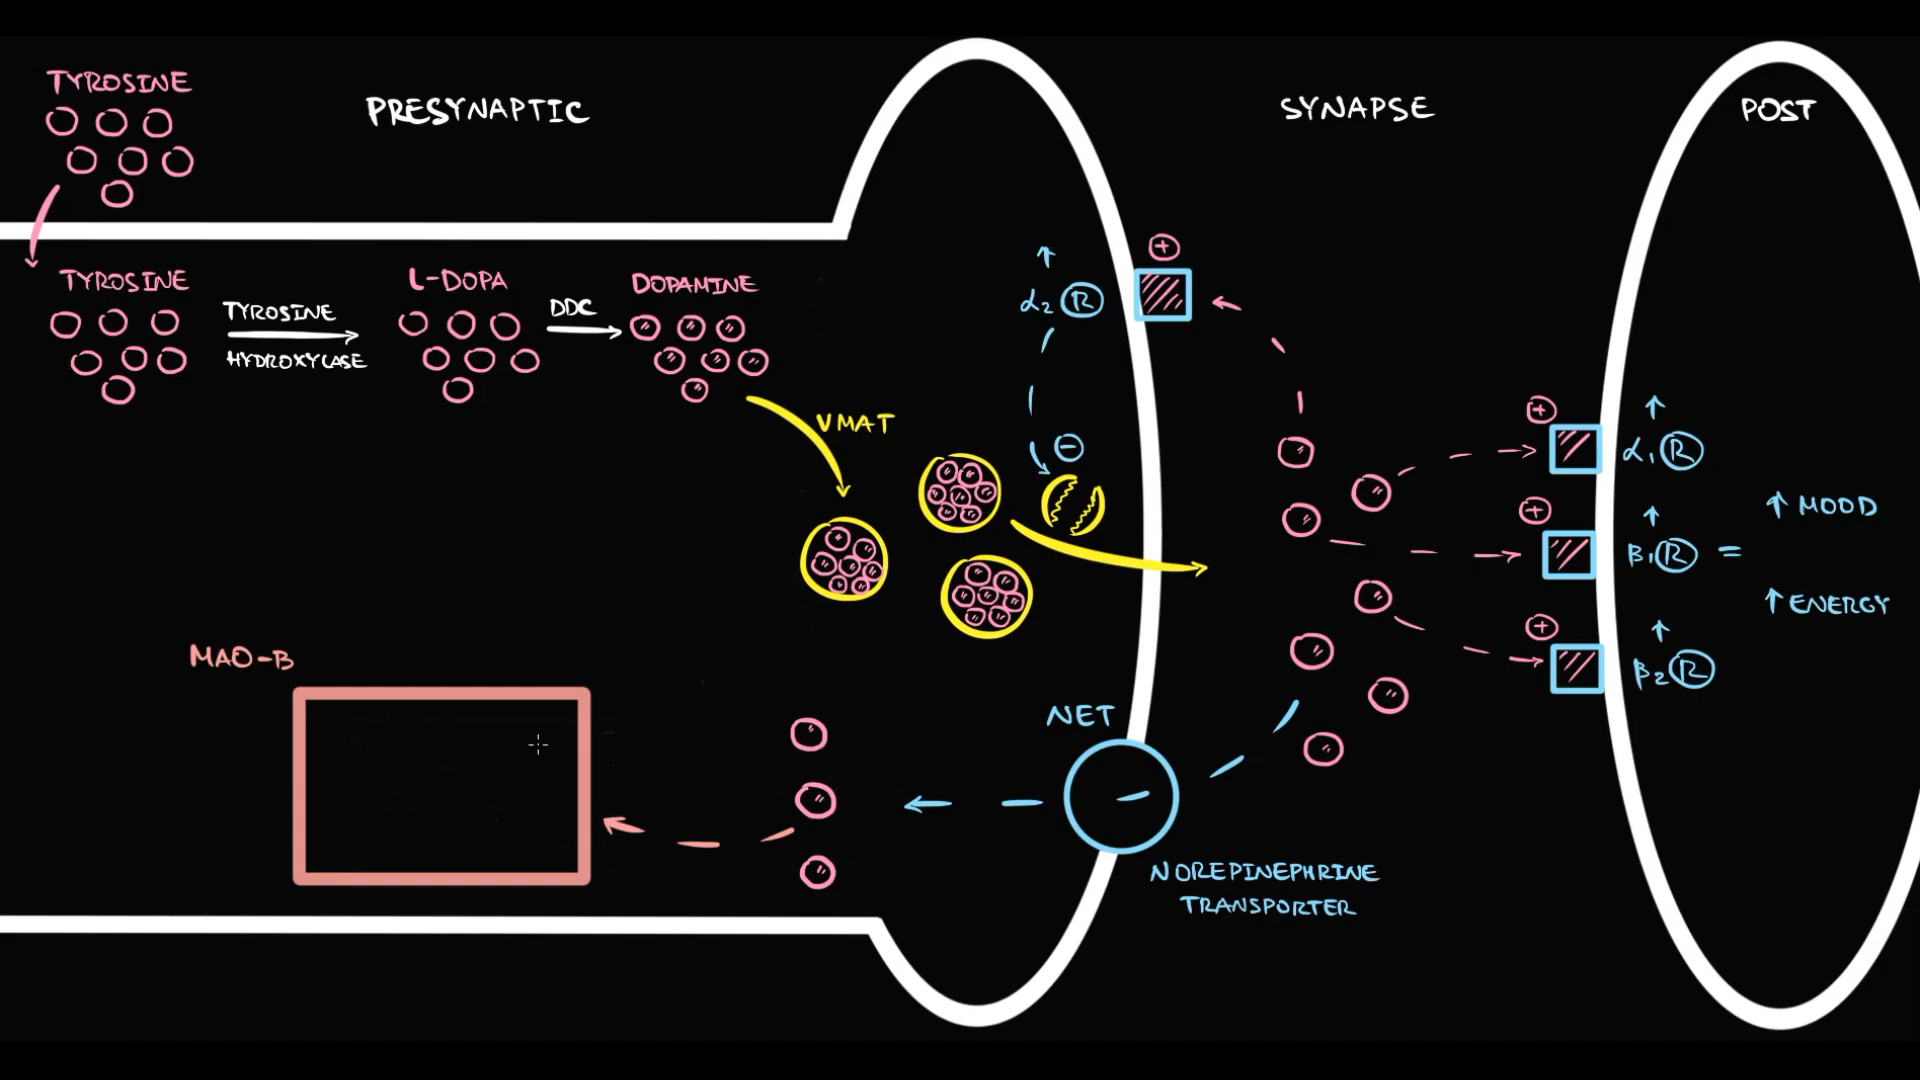 TYROSINE
PRESYNAPTIC
SYNAPSE
POST
TYROSINE
TYROSINE
HYDROXYLASE
L-DOPA
DDC
DOPAMINE
VMAT
↑
α2 R
+
−
+
↑
α1 R
+
↑
β1 R =
+
↑
β2 R
↑ MOOD
↑ ENERGY
MAO-B
NET
NOREPINEPHRINE
TRANSPORTER